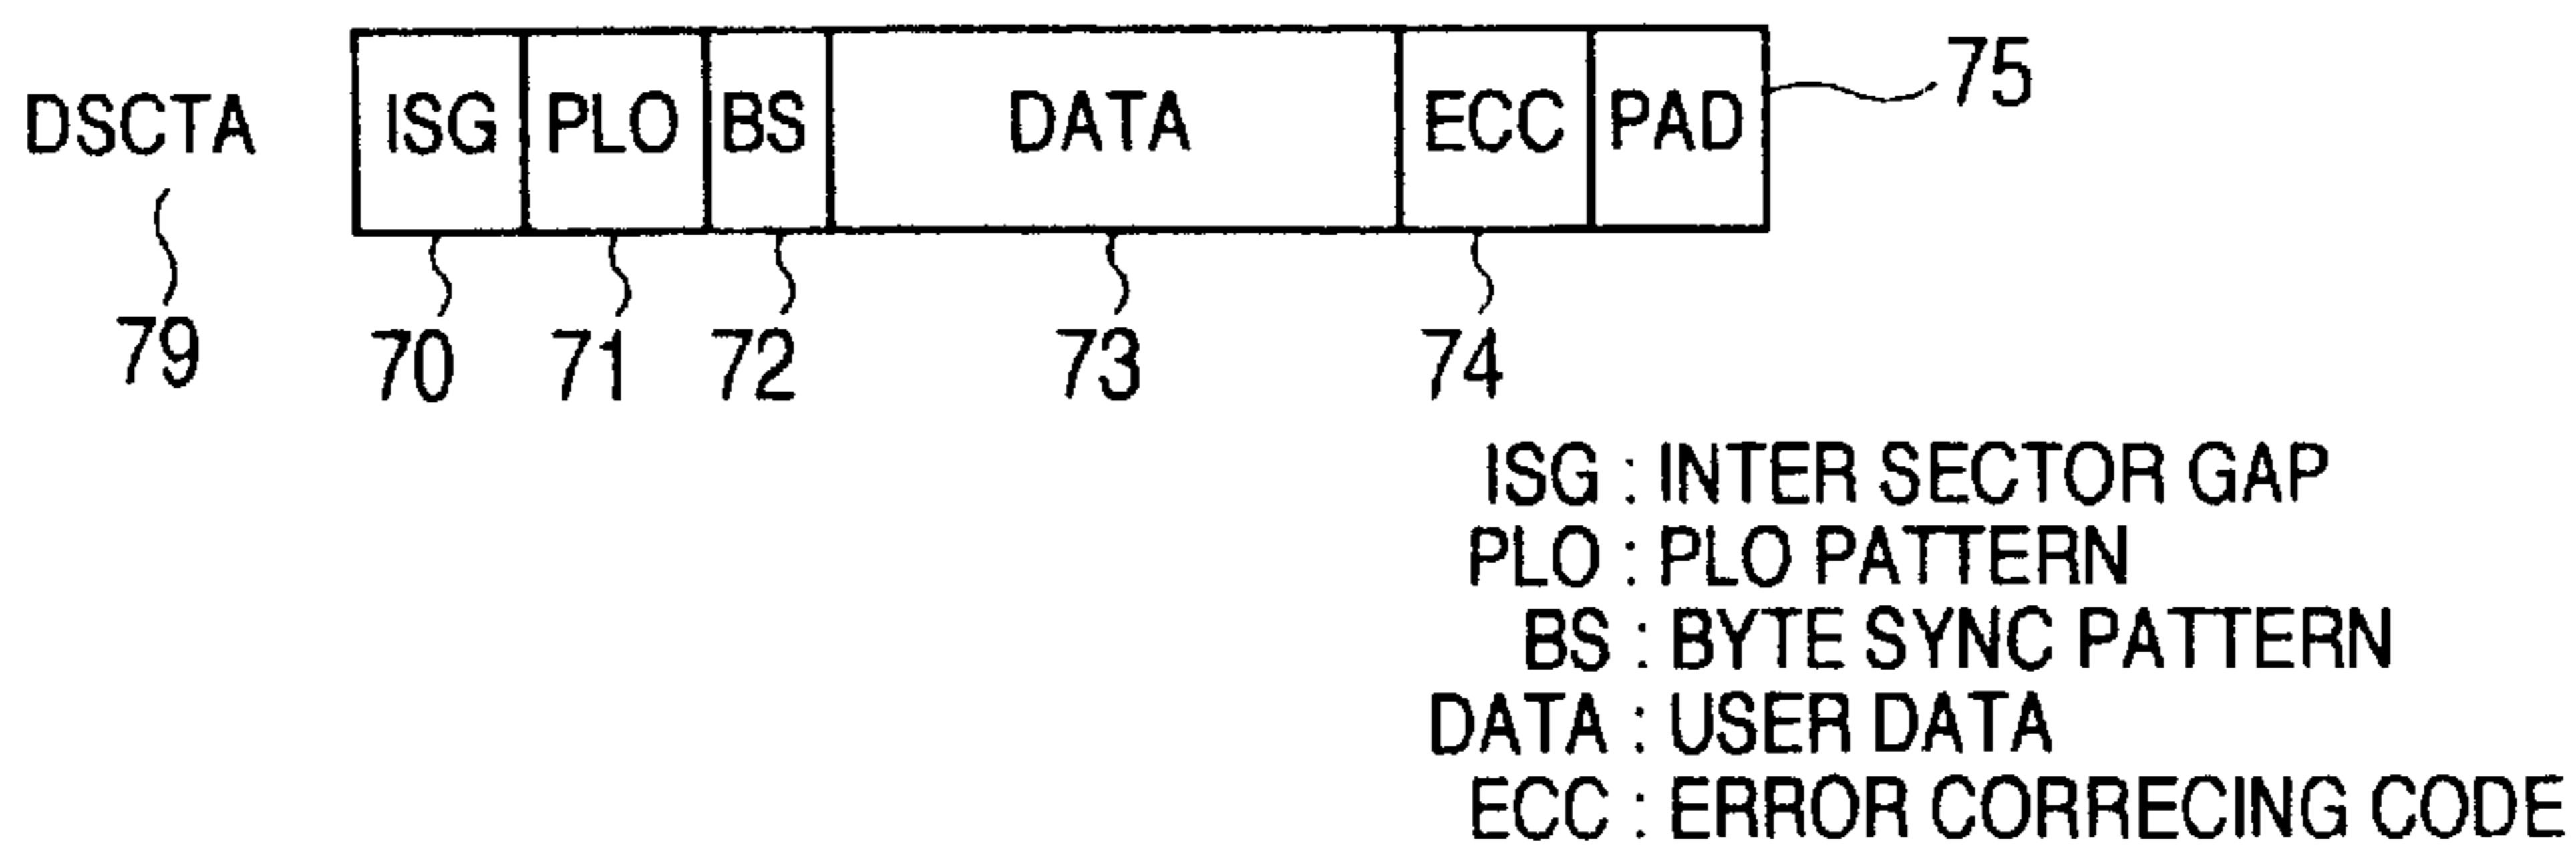 DSCTA ISG PLO BS DATA ECC PAD 75
79 70 71 72 73 74
ISG : INTER SECTOR GAP
PLO : PLO PATTERN
BS : BYTE SYNC PATTERN
DATA : USER DATA
ECC : ERROR CORRECING CODE